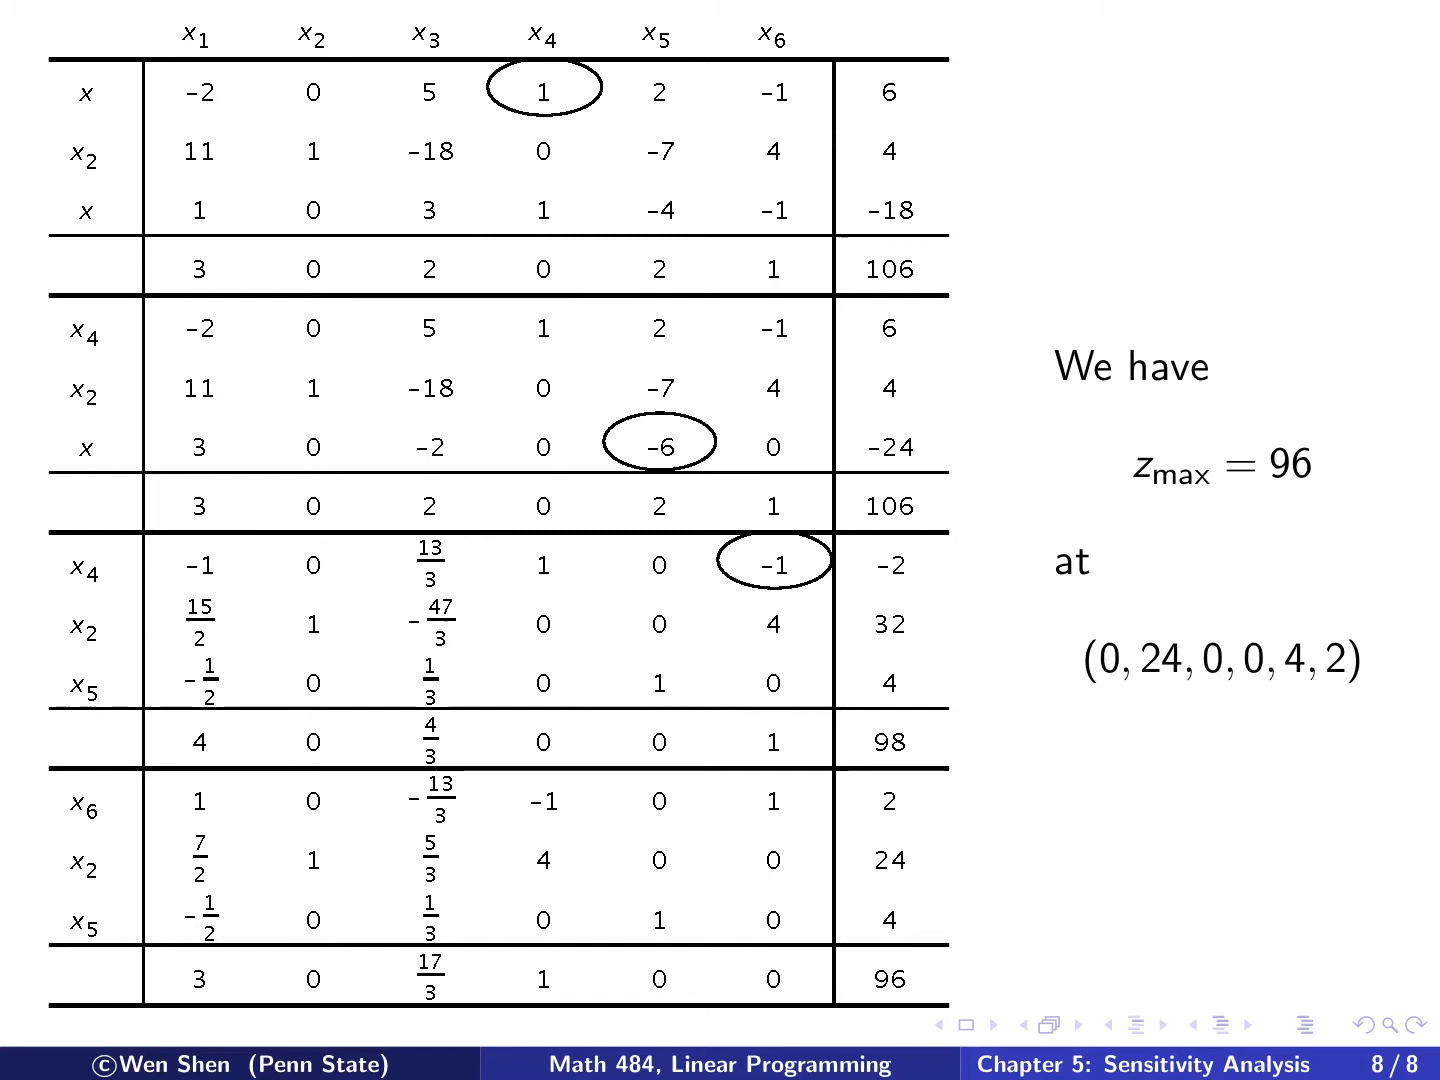 x1 x2 x3 x4 x5 x6
x -2 0 5 1 2 -1 6
x2 11 1 -18 0 -7 4 4
x 1 0 3 1 -4 -1 -18
3 0 2 0 2 1 106
x4 -2 0 5 1 2 -1 6
x2 11 1 -18 0 -7 4 4
x 3 0 -2 0 -6 0 -24
3 0 2 0 2 1 106
x4 -1 0 13/3 1 0 -1 -2
x2 15/2 1 -47/3 0 0 4 32
x5 -1/2 0 1/3 0 1 0 4
4 0 4/3 0 0 1 98
x6 1 0 -13/3 -1 0 1 2
x2 7/2 1 5/3 4 0 0 24
x5 -1/2 0 1/3 0 1 0 4
3 0 17/3 1 0 0 96
We have
zmax = 96
at
(0, 24, 0, 0, 4, 2)
©Wen Shen (Penn State) Math 484, Linear Programming Chapter 5: Sensitivity Analysis 8 / 8